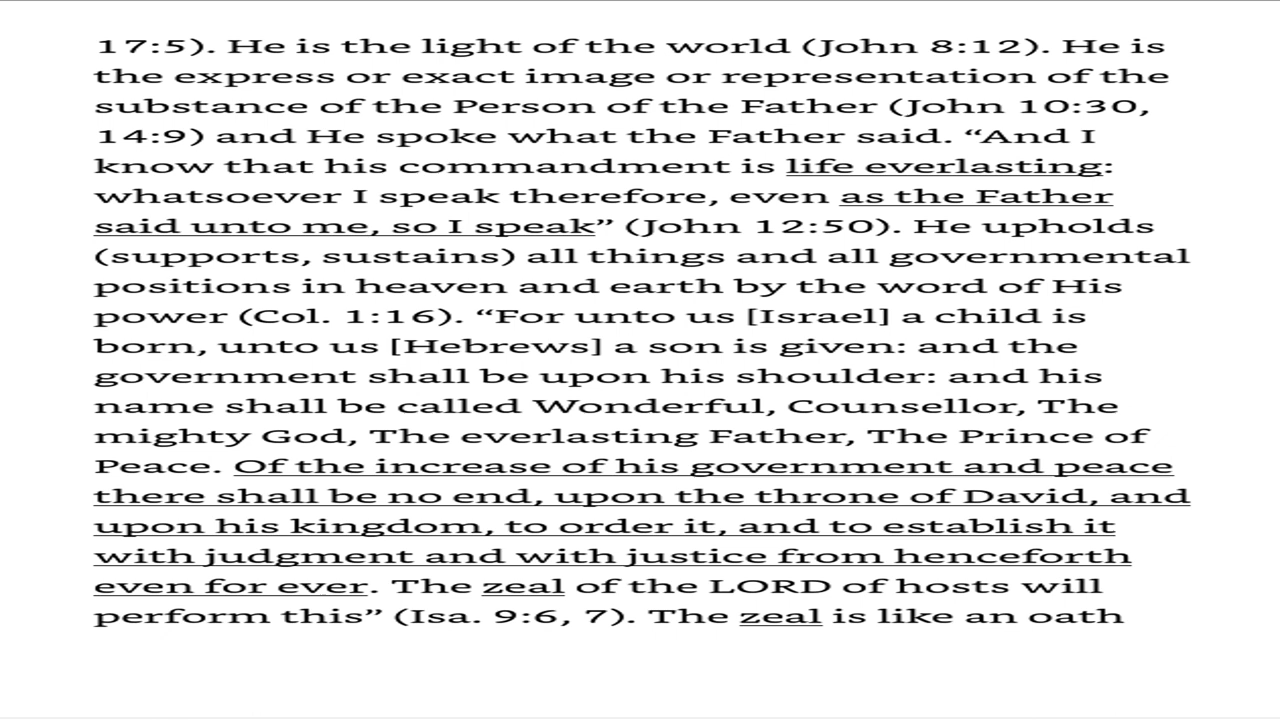 17:5). He is the light of the world (John 8:12). He is
the express or exact image or representation of the
substance of the Person of the Father (John 10:30,
14:9) and He spoke what the Father said. “And I
know that his commandment is life everlasting:
whatsoever I speak therefore, even as the Father
said unto me, so I speak” (John 12:50). He upholds
(supports, sustains) all things and all governmental
positions in heaven and earth by the word of His
power (Col. 1:16). “For unto us [Israel] a child is
born, unto us [Hebrews] a son is given: and the
government shall be upon his shoulder: and his
name shall be called Wonderful, Counsellor, The
mighty God, The everlasting Father, The Prince of
Peace. Of the increase of his government and peace
there shall be no end, upon the throne of David, and
upon his kingdom, to order it, and to establish it
with judgment and with justice from henceforth
even for ever. The zeal of the LORD of hosts will
perform this” (Isa. 9:6, 7). The zeal is like an oath